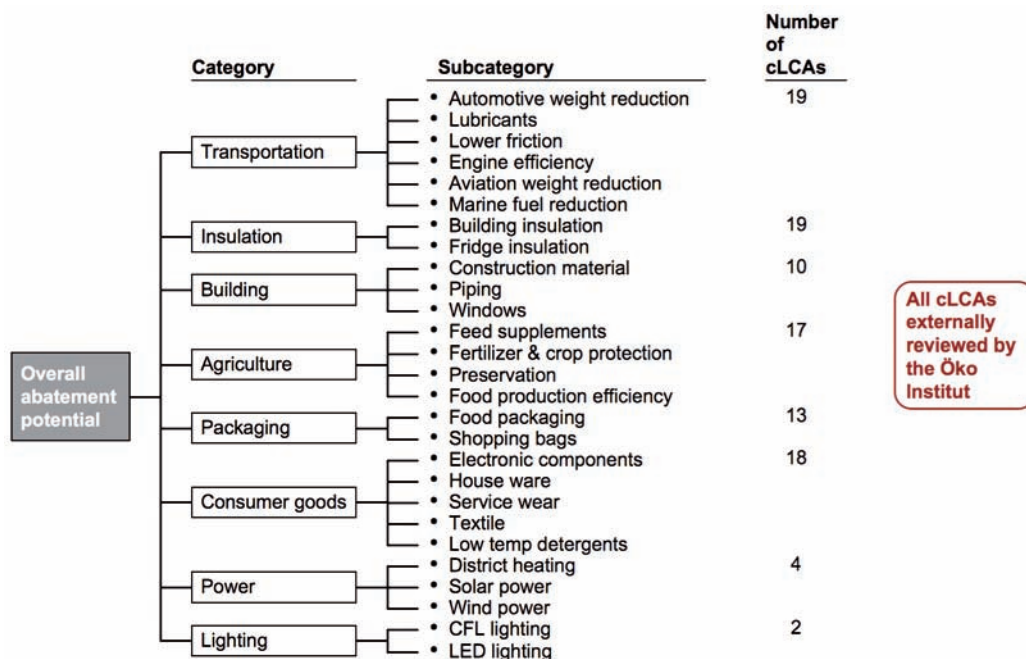 Number
of
cLCAs
Category
Subcategory
Overall
abatement
potential
Transportation
• Automotive weight reduction 19
• Lubricants
• Lower friction
• Engine efficiency
• Aviation weight reduction
• Marine fuel reduction
Insulation
• Building insulation 19
• Fridge insulation
Building
• Construction material 10
• Piping
• Windows
Agriculture
• Feed supplements 17
• Fertilizer & crop protection
• Preservation
• Food production efficiency
Packaging
• Food packaging 13
• Shopping bags
Consumer goods
• Electronic components 18
• House ware
• Service wear
• Textile
• Low temp detergents
Power
• District heating 4
• Solar power
• Wind power
Lighting
• CFL lighting 2
• LED lighting
All cLCAs
externally
reviewed by
the Öko
Institut